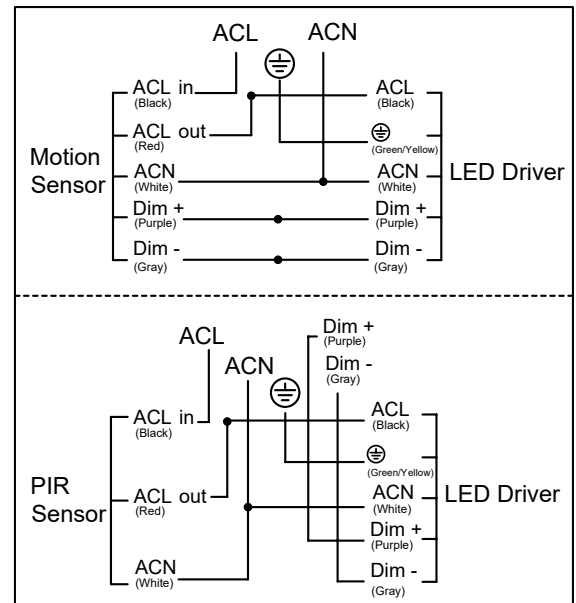 ACL ACN
ACL in
(Black)
ACL out
(Red)
Motion
Sensor
ACN
(White)
Dim +
(Purple)
Dim -
(Gray)
ACL
(Black)
(Green/Yellow)
ACN
(White)
LED Driver
Dim +
(Purple)
Dim -
(Gray)
Dim +
(Purple)
ACL
ACN
Dim -
(Gray)
ACL in
(Black)
PIR
Sensor
ACL out
(Red)
ACN
(White)
ACL
(Black)
(Green/Yellow)
ACN
(White)
LED Driver
Dim +
(Purple)
Dim -
(Gray)